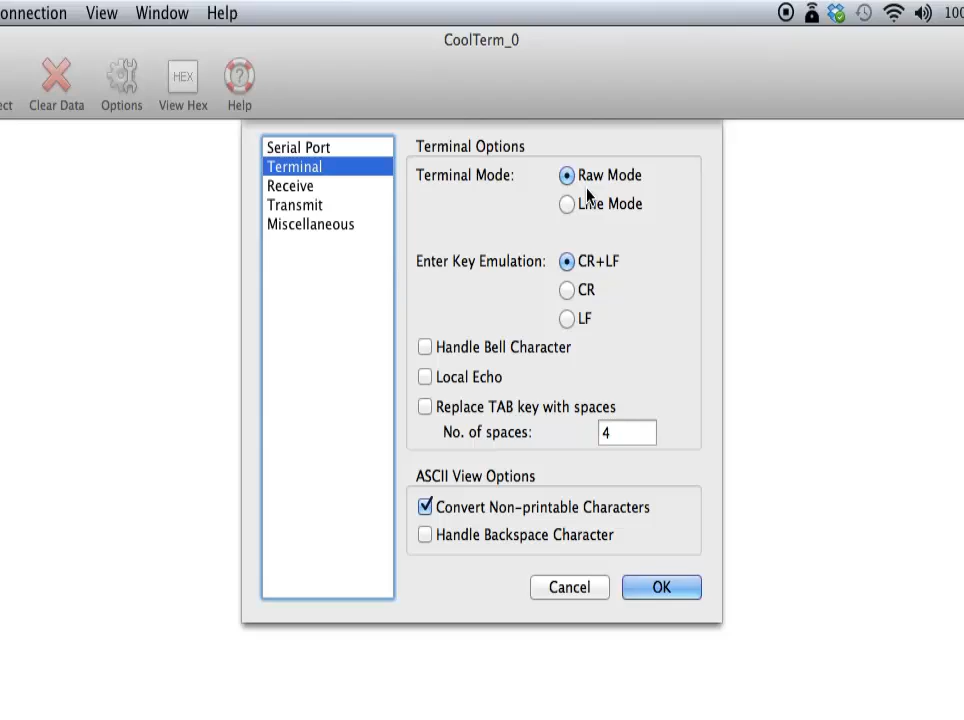 View Window Help
CoolTerm_0
Clear Data Options View Hex Help
HEX
Serial Port
Terminal
Receive
Transmit
Miscellaneous
Terminal Options
Terminal Mode: Raw Mode
Line Mode
Enter Key Emulation: CR+LF
CR
LF
Handle Bell Character
Local Echo
Replace TAB key with spaces
No. of spaces: 4
ASCII View Options
Convert Non-printable Characters
Handle Backspace Character
Cancel OK